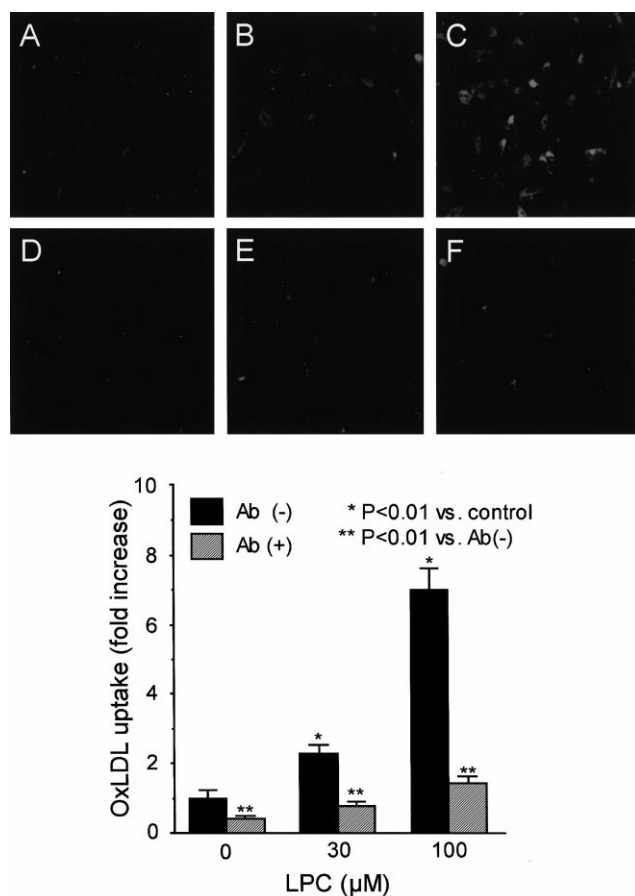 A B C
D E F
10
8
6
4
2
0
OxLDL uptake (fold increase)
Ab (-)
Ab (+)
* P<0.01 vs. control
** P<0.01 vs. Ab(-)
*
**
*
**
*
**
0 30 100
LPC (µM)